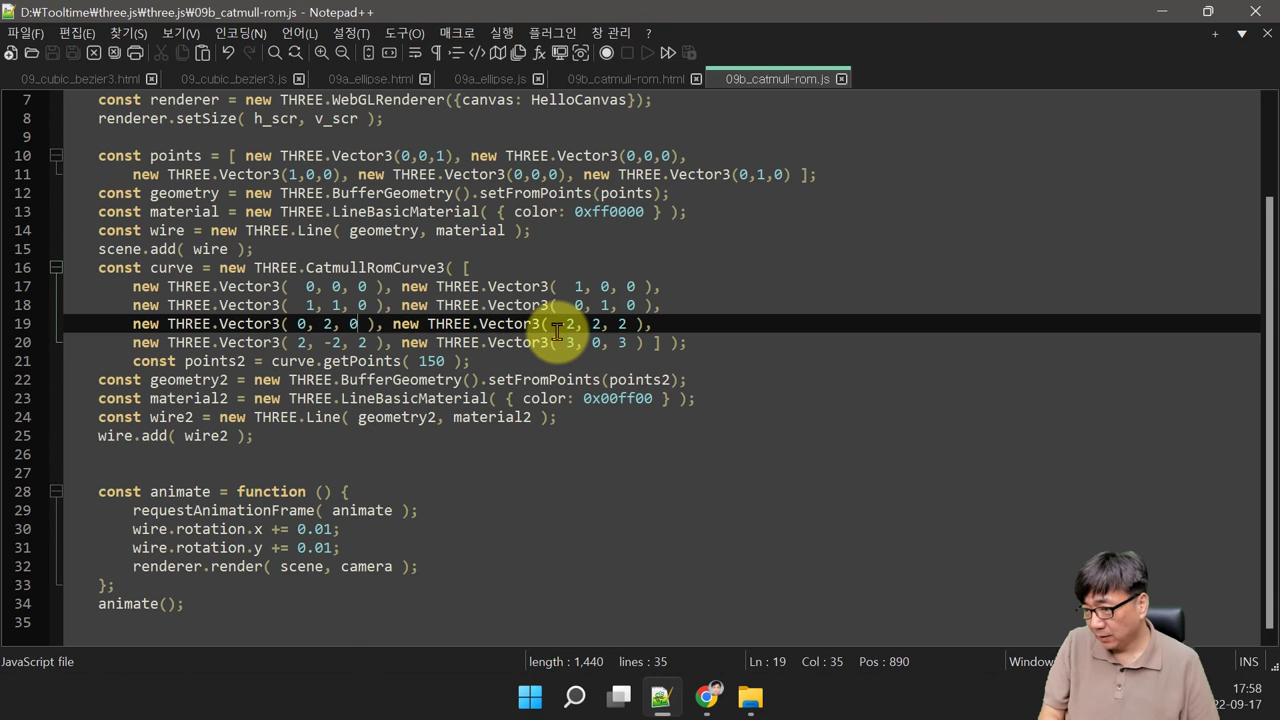 D:₩Tooltime₩three.js₩three.js₩09b_catmull-rom.js - Notepad++
파일(F) 편집(E) 찾기(S) 보기(V) 인코딩(N) 언어(L) 설정(T) 도구(O) 매크로 실행 플러그인 창 관리 ?
09_cubic_bezier3.html 09_cubic_bezier3.js 09a_ellipse.html 09a_ellipse.js 09b_catmull-rom.html 09b_catmull-rom.js
7 const renderer = new THREE.WebGLRenderer({canvas: HelloCanvas});
8 renderer.setSize( h_scr, v_scr );
9
10 const points = [ new THREE.Vector3(0,0,1), new THREE.Vector3(0,0,0),
11 new THREE.Vector3(1,0,0), new THREE.Vector3(0,0,0), new THREE.Vector3(0,1,0) ];
12 const geometry = new THREE.BufferGeometry().setFromPoints(points);
13 const material = new THREE.LineBasicMaterial( { color: 0xff0000 } );
14 const wire = new THREE.Line( geometry, material );
15 scene.add( wire );
16 const curve = new THREE.CatmullRomCurve3( [
17 new THREE.Vector3( 0, 0, 0 ), new THREE.Vector3( 1, 0, 0 ),
18 new THREE.Vector3( 1, 1, 0 ), new THREE.Vector3( 0, 1, 0 ),
19 new THREE.Vector3( 0, 2, 0 ), new THREE.Vector3( 2, 2, 2 ),
20 new THREE.Vector3( 2, -2, 2 ), new THREE.Vector3( 3, 0, 3 ) ] );
21 const points2 = curve.getPoints( 150 );
22 const geometry2 = new THREE.BufferGeometry().setFromPoints(points2);
23 const material2 = new THREE.LineBasicMaterial( { color: 0x00ff00 } );
24 const wire2 = new THREE.Line( geometry2, material2 );
25 wire.add( wire2 );
26
27
28 const animate = function () {
29 requestAnimationFrame( animate );
30 wire.rotation.x += 0.01;
31 wire.rotation.y += 0.01;
32 renderer.render( scene, camera );
33 };
34 animate();
35
JavaScript file length : 1,440 lines : 35 Ln : 19 Col : 35 Pos : 890 Window INS
17:58
22-09-17